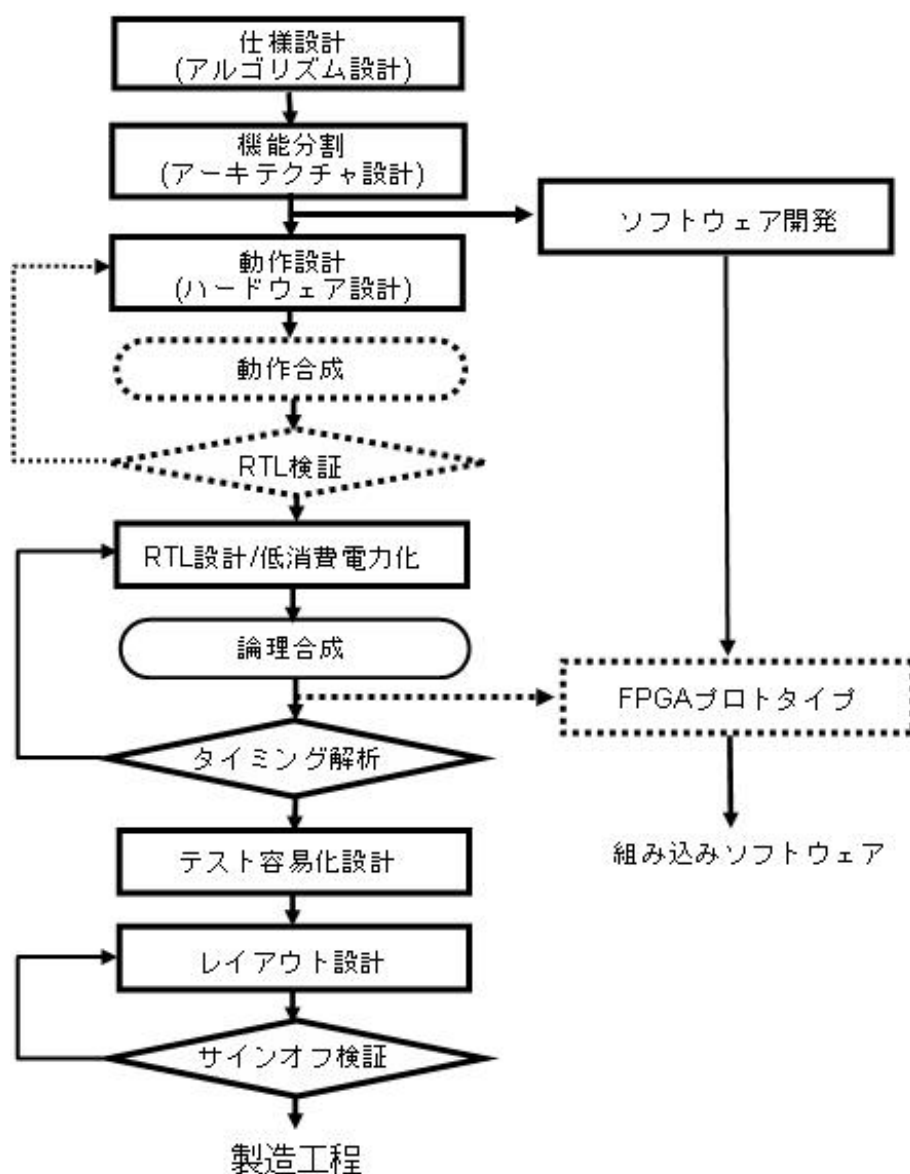 仕様設計
(アルゴリズム設計)
機能分割
(アーキテクチャ設計)
ソフトウェア開発
動作設計
(ハードウェア設計)
動作合成
RTL検証
RTL設計/低消費電力化
論理合成
FPGAプロトタイプ
タイミング解析
組み込みソフトウェア
テスト容易化設計
レイアウト設計
サインオフ検証
製造工程